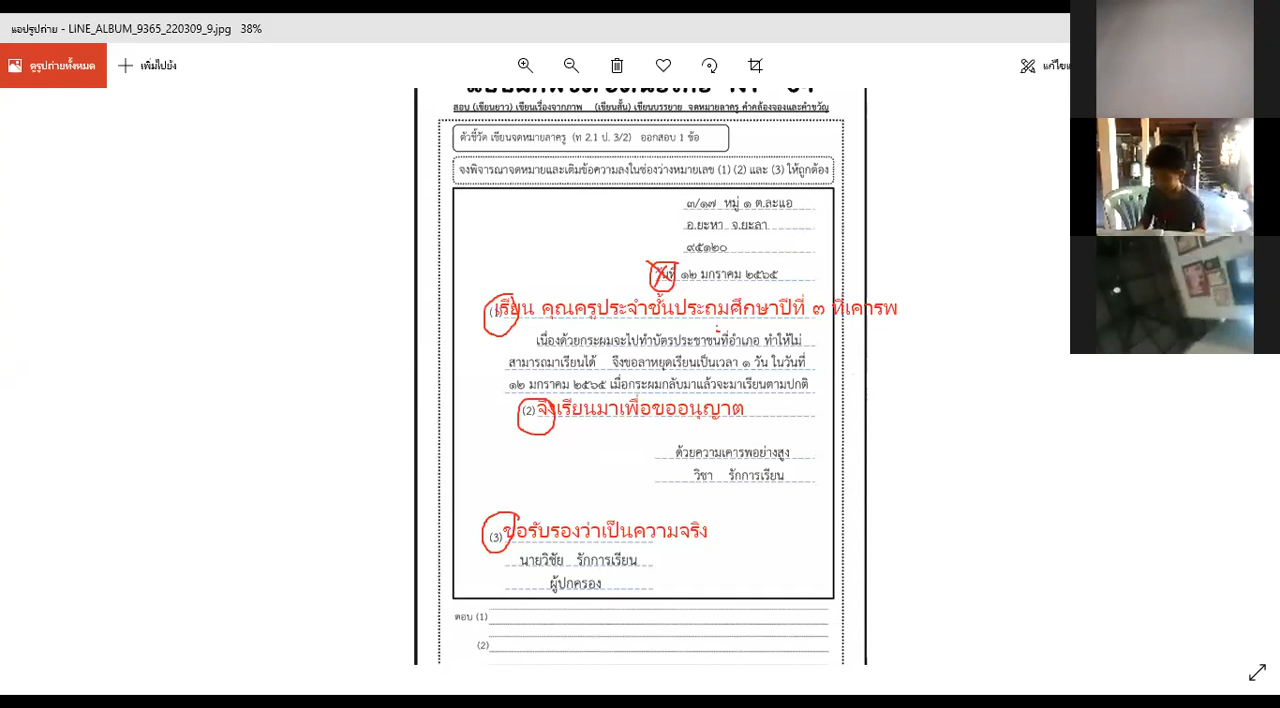 แอปรูปถ่าย - LINE_ALBUM_9365_220309_9.jpg 38%
ดูรูปถ่ายทั้งหมด
เพิ่มไปยัง
สอบ (เขียนยาว) เขียนเรื่องจากภาพ (เขียนสั้น) เขียนบรรยาย จดหมายลาครู คำคล้องจองและคำขวัญ
ตัวชี้วัด เขียนจดหมายลาครู (ท 2.1 ป. 3/2) ออกสอบ 1 ข้อ
จงพิจารณาจดหมายและเติมข้อความลงในช่องว่างหมายเลข (1) (2) และ (3) ให้ถูกต้อง
๓/๑๗ หมู่ ๑ ต.ละแอ
อ.ยะหา จ.ยะลา
๙๕๑๒๐
วันที่ ๑๒ มกราคม ๒๕๖๕
(1) เรียน คุณครูประจำชั้นประถมศึกษาปีที่ ๓ ที่เคารพ
เนื่องด้วยกระผมจะไปทำบัตรประชาชนที่อำเภอ ทำให้ไม่
สามารถมาเรียนได้ จึงขอลาหยุดเรียนเป็นเวลา ๑ วัน ในวันที่
๑๒ มกราคม ๒๕๖๕ เมื่อกระผมกลับมาแล้วจะมาเรียนตามปกติ
(2) จึงเรียนมาเพื่อขออนุญาต
ด้วยความเคารพอย่างสูง
วิชา รักการเรียน
(3) ขอรับรองว่าเป็นความจริง
นายวิชัย รักการเรียน
ผู้ปกครอง
ตอบ (1)
(2)